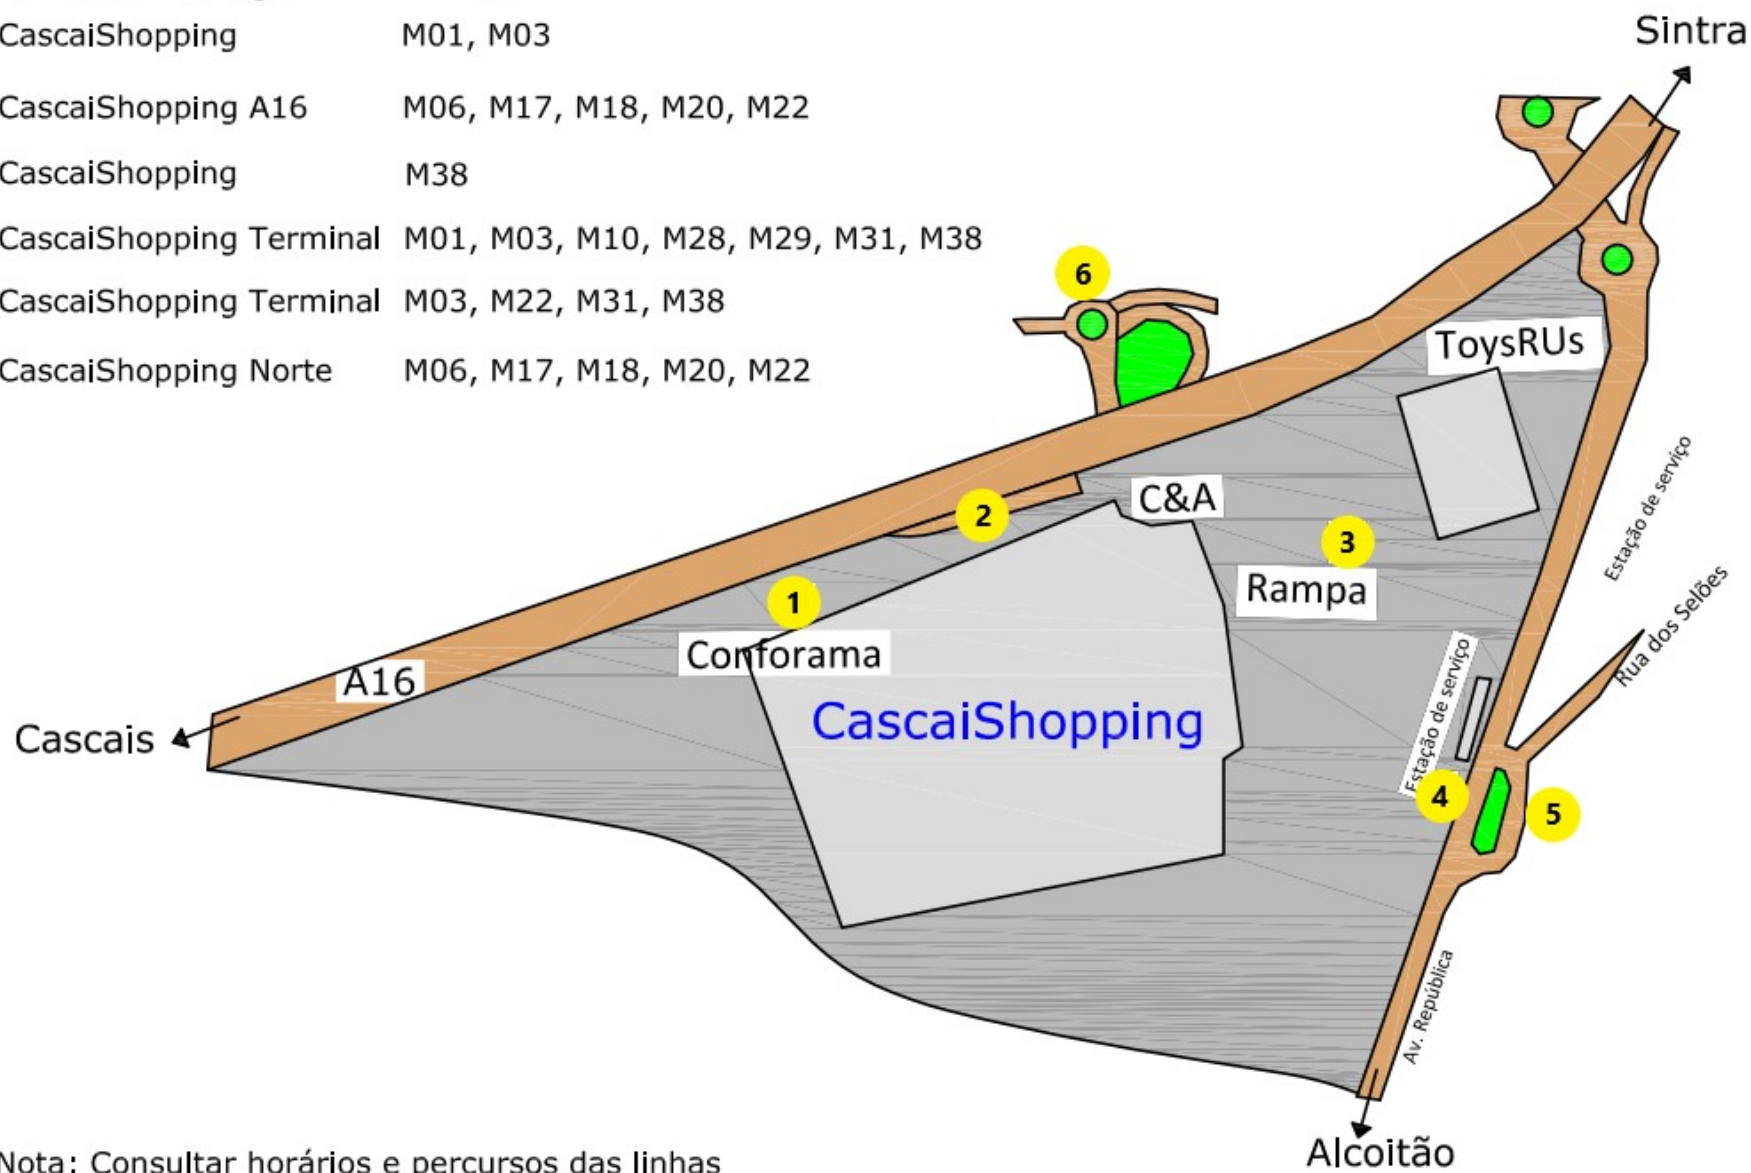 CascaiShopping M01, M03
CascaiShopping A16 M06, M17, M18, M20, M22
CascaiShopping M38
CascaiShopping Terminal M01, M03, M10, M28, M29, M31, M38
CascaiShopping Terminal M03, M22, M31, M38
CascaiShopping Norte M06, M17, M18, M20, M22
Sintra
6
ToysRUs
C&A
2
3
Estação de serviço
1
Rampa
Rua dos Selões
Conforama
A16
Estação de serviço
CascaiShopping
Cascais
4
5
Av. República
Alcoitão
Nota: Consultar horários e percursos das linhas